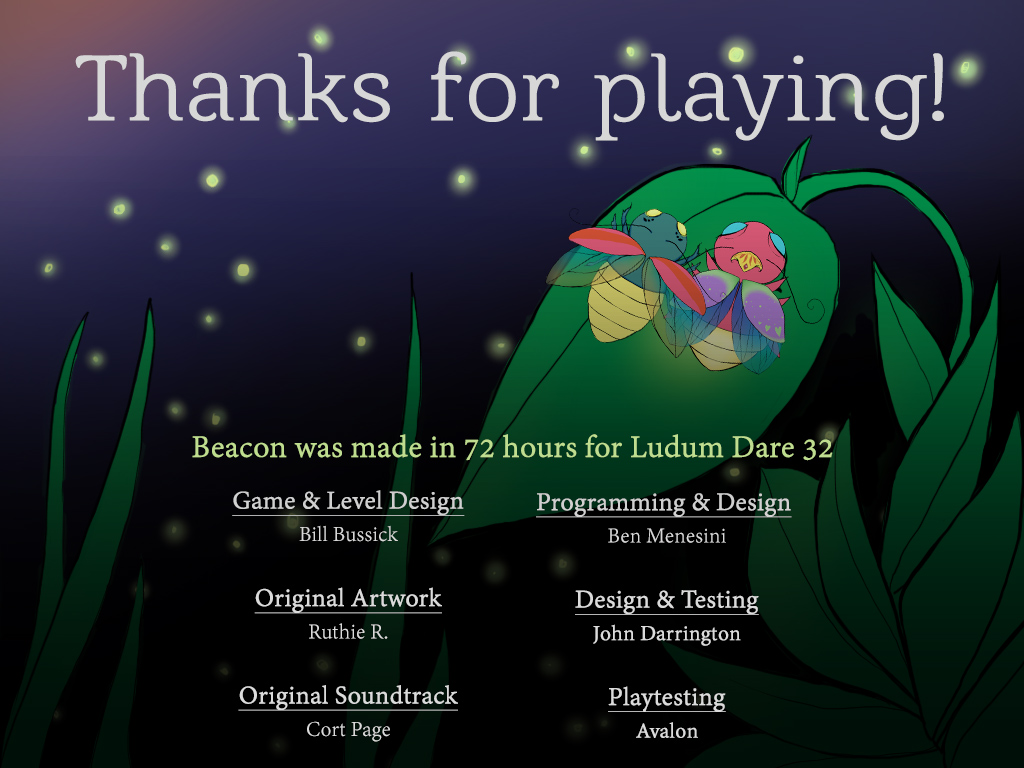 Thanks for playing!
Beacon was made in 72 hours for Ludum Dare 32
Game & Level Design
Bill Bussick
Programming & Design
Ben Menesini
Original Artwork
Ruthie R.
Design & Testing
John Darrington
Original Soundtrack
Cort Page
Playtesting
Avalon